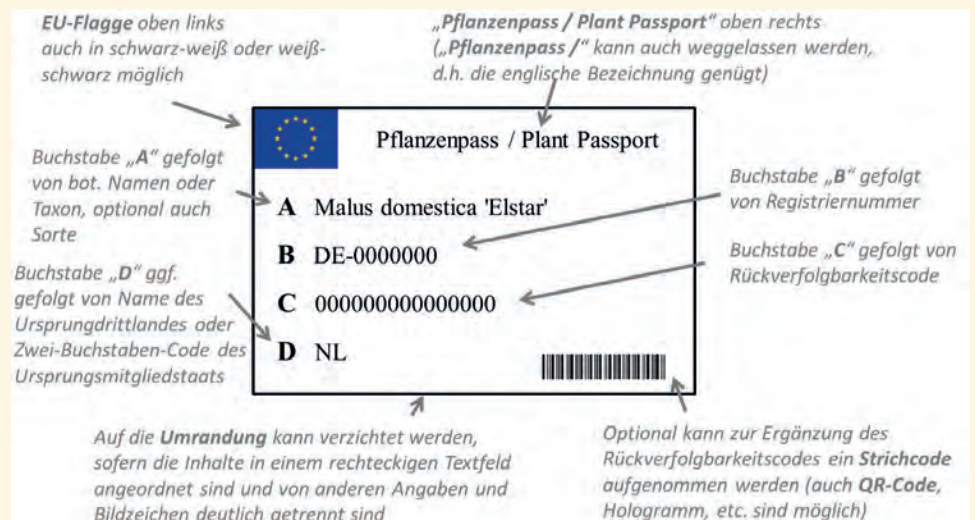 EU-Flagge oben links
auch in schwarz-weiß oder weiß-
schwarz möglich
„Pflanzenpass / Plant Passport“ oben rechts
(„Pflanzenpass /“ kann auch weggelassen werden,
d.h. die englische Bezeichnung genügt)
Pflanzenpass / Plant Passport
Buchstabe „A“ gefolgt
von bot. Namen oder
Taxon, optional auch
Sorte
A Malus domestica 'Elstar'
Buchstabe „B“ gefolgt
von Registriernummer
B DE-0000000
Buchstabe „C“ gefolgt von
Rückverfolgbarkeitscode
C 000000000000000
Buchstabe „D“ ggf.
gefolgt von Name des
Ursprungdrittlandes oder
Zwei-Buchstaben-Code des
Ursprungsmitgliedstaats
D NL
Auf die Umrandung kann verzichtet werden,
sofern die Inhalte in einem rechteckigen Textfeld
angeordnet sind und von anderen Angaben und
Bildzeichen deutlich getrennt sind
Optional kann zur Ergänzung des
Rückverfolgbarkeitscodes ein Strichcode
aufgenommen werden (auch QR-Code,
Hologramm, etc. sind möglich)